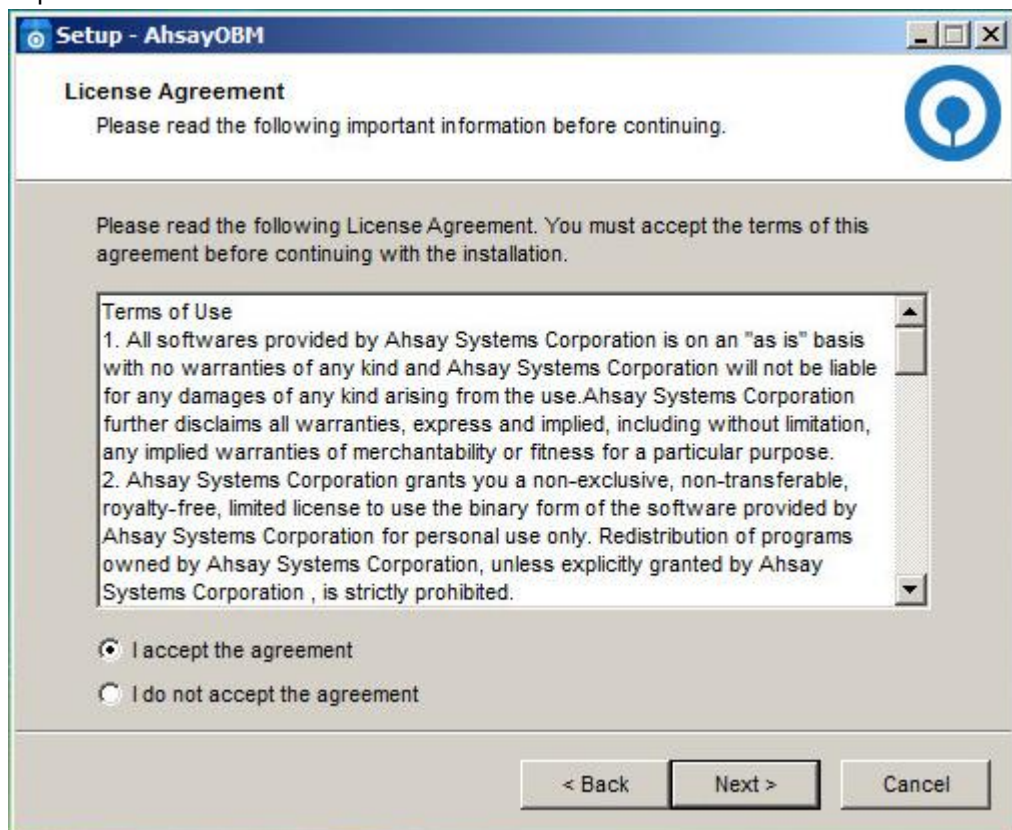 Setup - AhsayOBM
License Agreement
Please read the following important information before continuing.
Please read the following License Agreement. You must accept the terms of this
agreement before continuing with the installation.
Terms of Use
1. All softwares provided by Ahsay Systems Corporation is on an "as is" basis
with no warranties of any kind and Ahsay Systems Corporation will not be liable
for any damages of any kind arising from the use.Ahsay Systems Corporation
further disclaims all warranties, express and implied, including without limitation,
any implied warranties of merchantability or fitness for a particular purpose.
2. Ahsay Systems Corporation grants you a non-exclusive, non-transferable,
royalty-free, limited license to use the binary form of the software provided by
Ahsay Systems Corporation for personal use only. Redistribution of programs
owned by Ahsay Systems Corporation, unless explicitly granted by Ahsay
Systems Corporation , is strictly prohibited.
I accept the agreement
I do not accept the agreement
< Back
Next >
Cancel